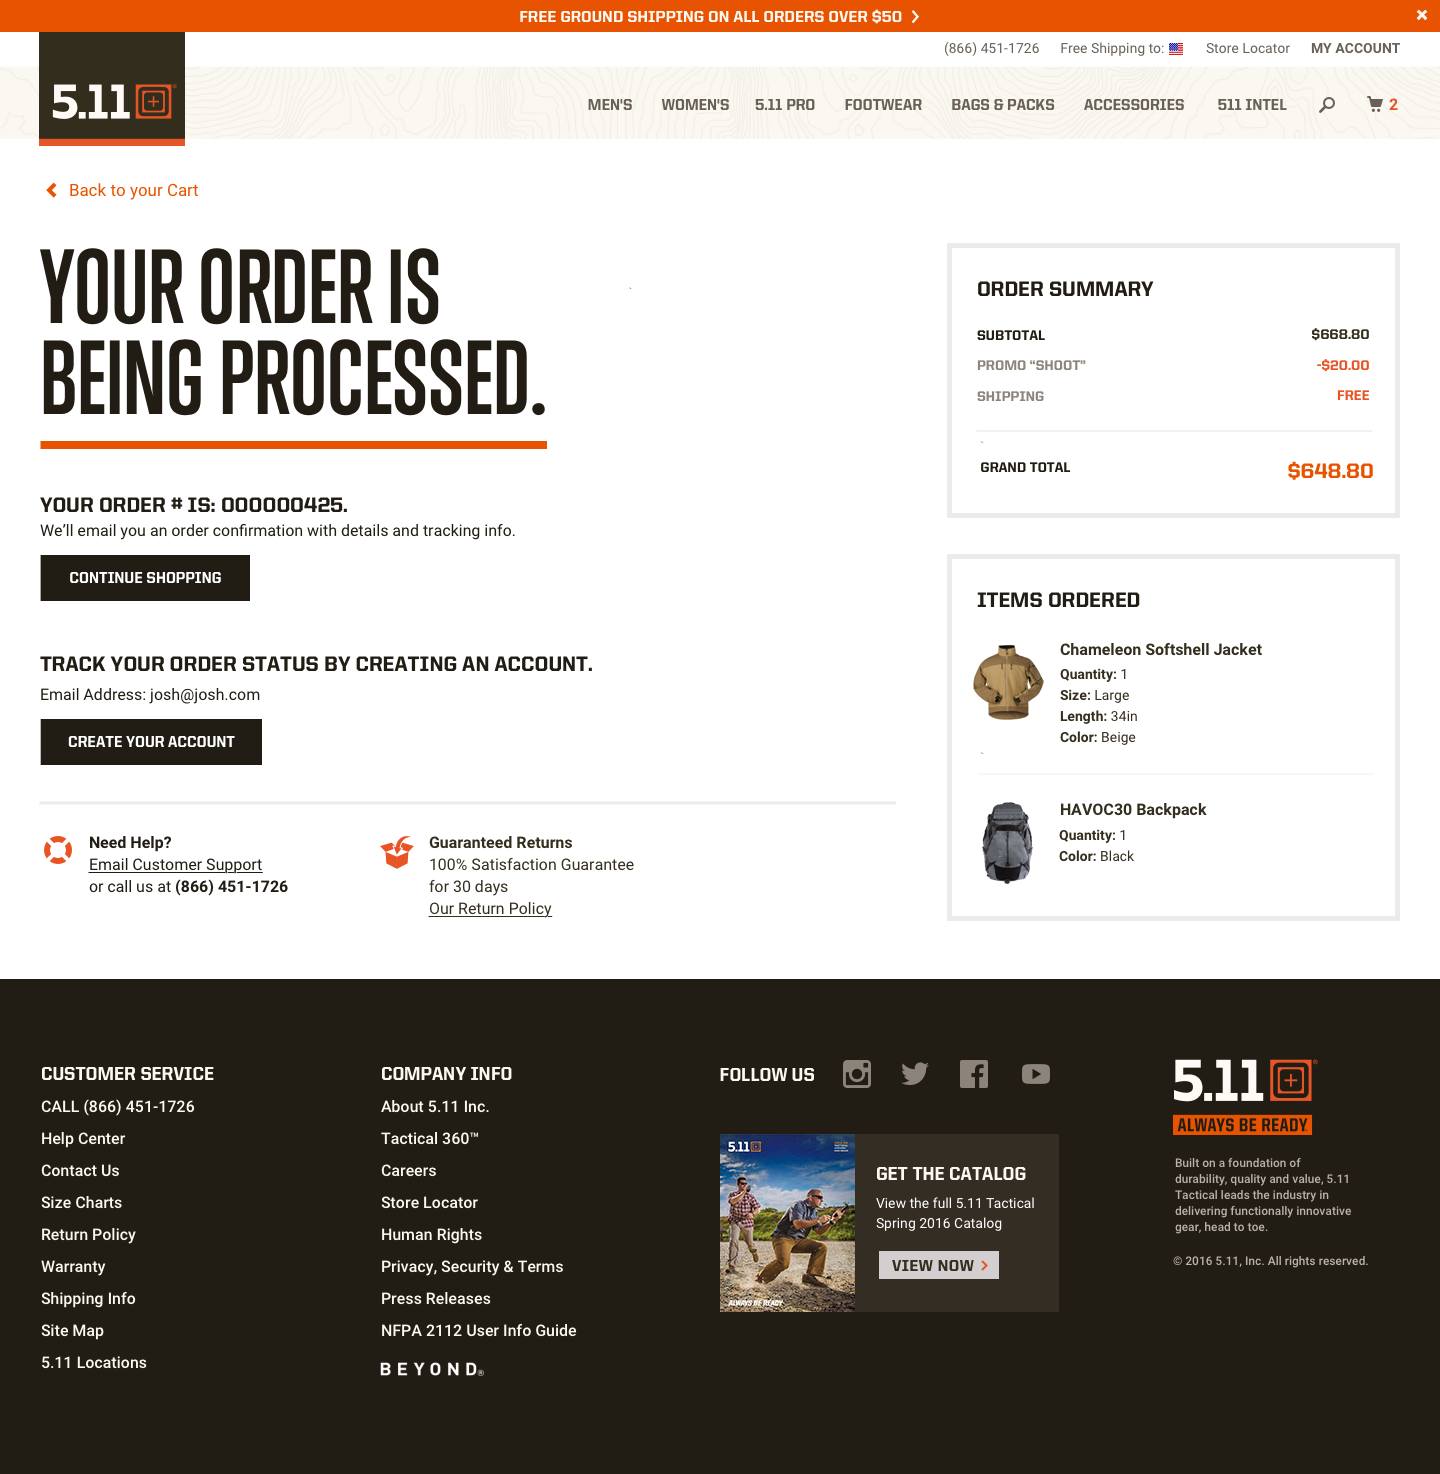 FREE GROUND SHIPPING ON ALL ORDERS OVER $50
(866) 451-1726 Free Shipping to: Store Locator MY ACCOUNT
5.11
MEN'S WOMEN'S 5.11 PRO FOOTWEAR BAGS & PACKS ACCESSORIES 511 INTEL 2
Back to your Cart
YOUR ORDER IS
BEING PROCESSED.
YOUR ORDER # IS: 000000425.
We'll email you an order confirmation with details and tracking info.
CONTINUE SHOPPING
TRACK YOUR ORDER STATUS BY CREATING AN ACCOUNT.
Email Address: josh@josh.com
CREATE YOUR ACCOUNT
Need Help?
Email Customer Support
or call us at (866) 451-1726
Guaranteed Returns
100% Satisfaction Guarantee
for 30 days
Our Return Policy
ORDER SUMMARY
SUBTOTAL $668.80
PROMO “SHOOT” -$20.00
SHIPPING FREE
GRAND TOTAL $648.80
ITEMS ORDERED
Chameleon Softshell Jacket
Quantity: 1
Size: Large
Length: 34in
Color: Beige
HAVOC30 Backpack
Quantity: 1
Color: Black
CUSTOMER SERVICE
CALL (866) 451-1726
Help Center
Contact Us
Size Charts
Return Policy
Warranty
Shipping Info
Site Map
5.11 Locations
COMPANY INFO
About 5.11 Inc.
Tactical 360™
Careers
Store Locator
Human Rights
Privacy, Security & Terms
Press Releases
NFPA 2112 User Info Guide
BEYOND®
FOLLOW US
5.11
ALWAYS BE READY
GET THE CATALOG
View the full 5.11 Tactical
Spring 2016 Catalog
VIEW NOW
5.11®
ALWAYS BE READY
Built on a foundation of
durability, quality and value, 5.11
Tactical leads the industry in
delivering functionally innovative
gear, head to toe.
© 2016 5.11, Inc. All rights reserved.